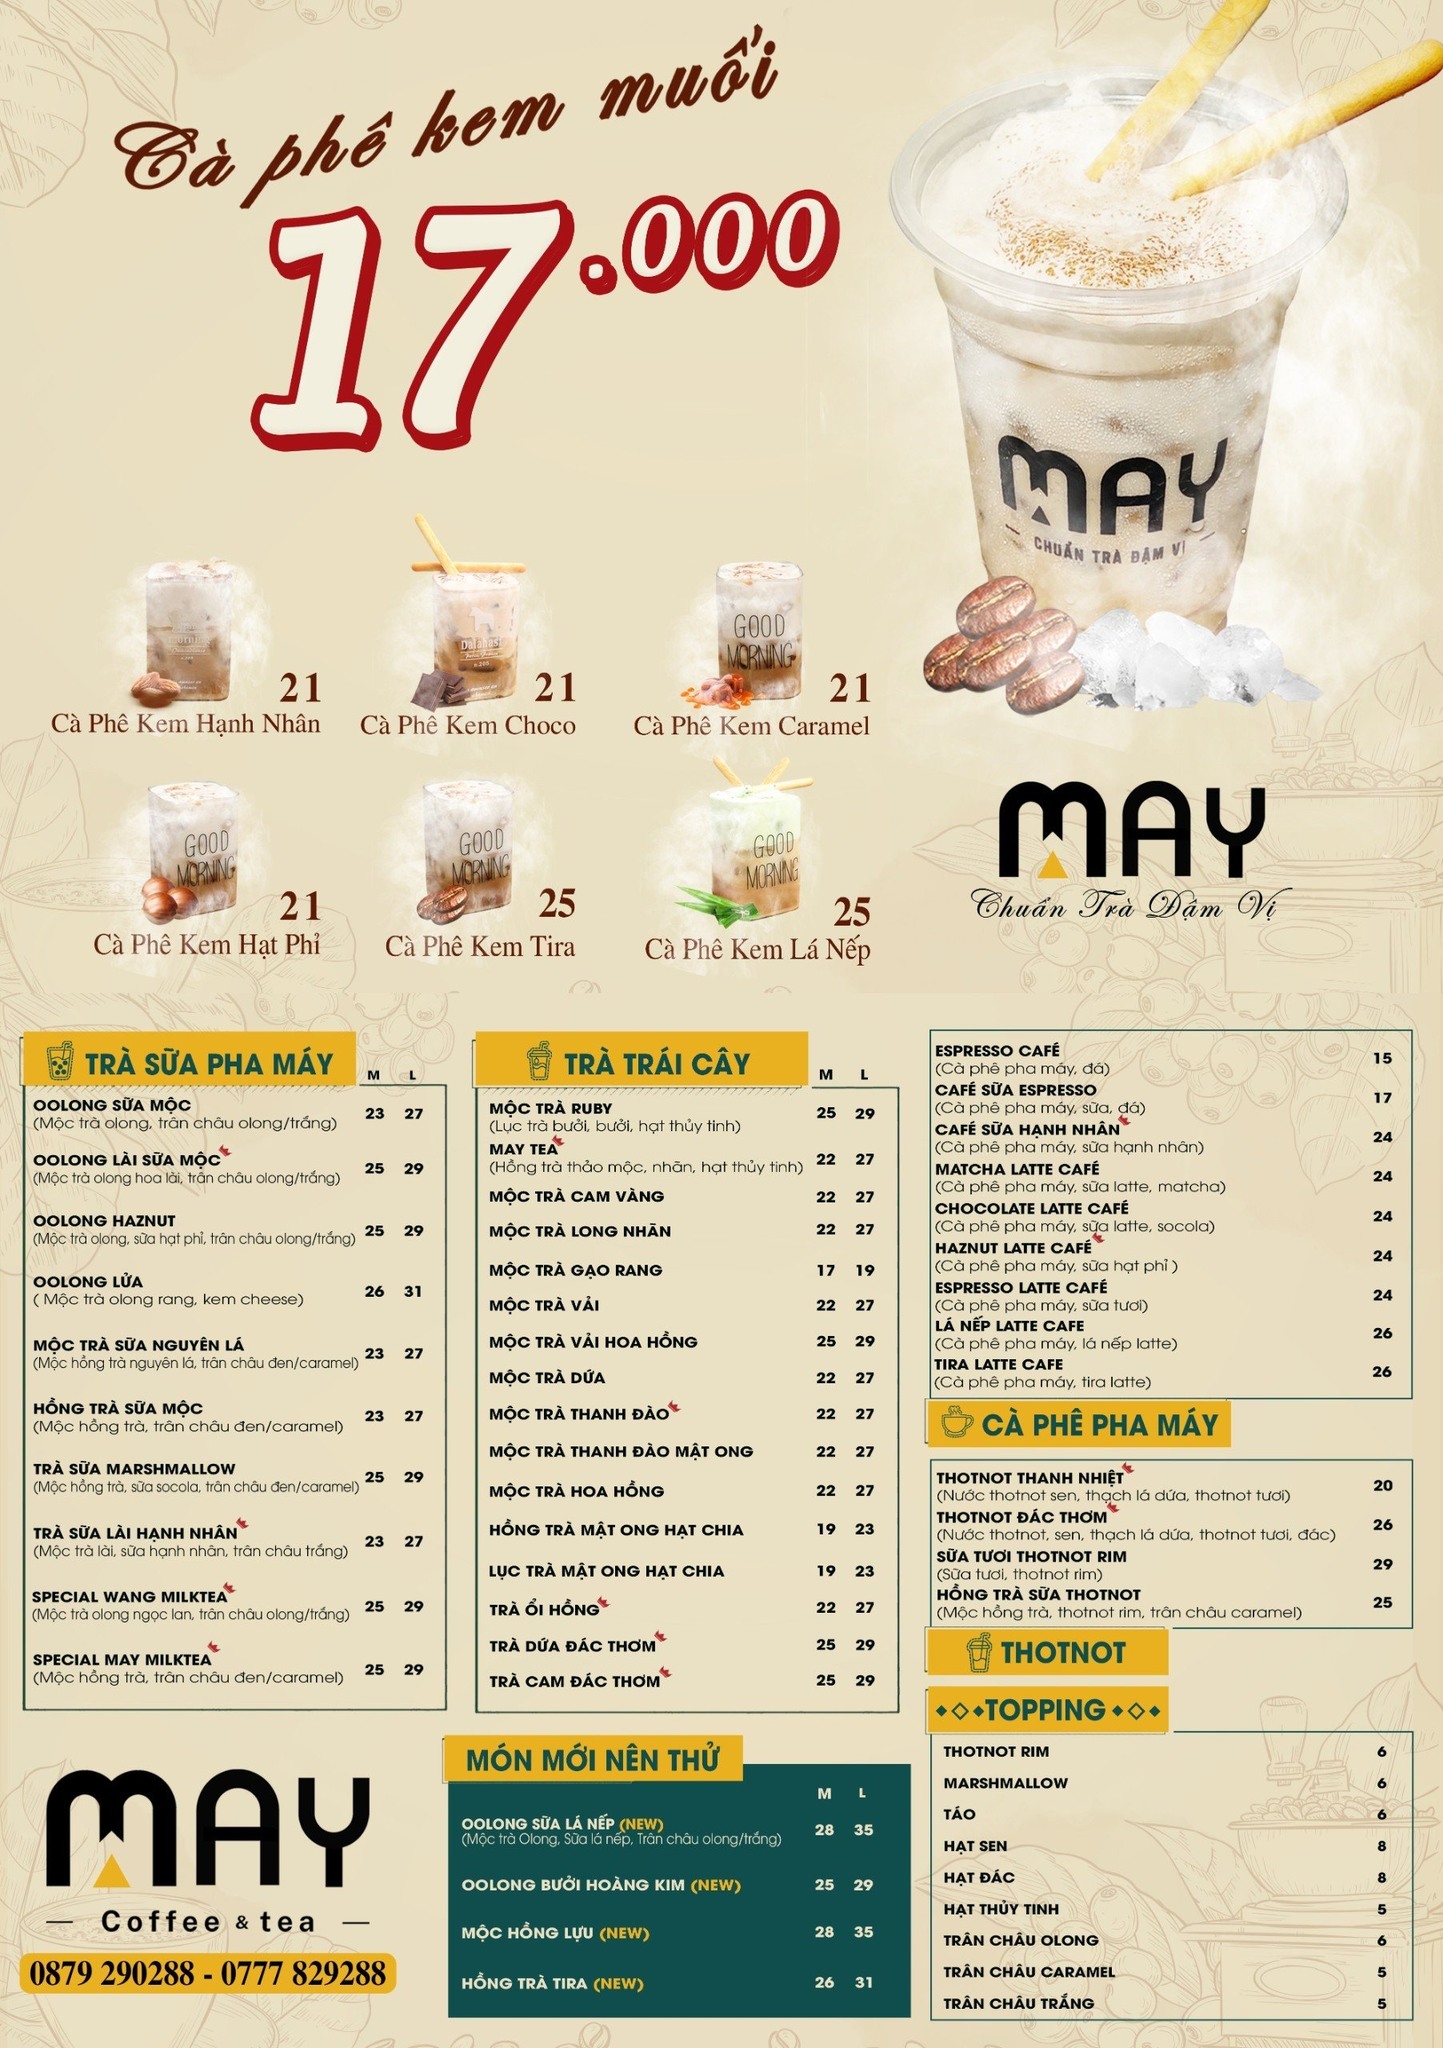 Cà phê kem muối
17.000
MAY
CHUẨN TRÀ ĐẬM VỊ
GOOD
MORNING
21
Cà Phê Kem Hạnh Nhân
21
Cà Phê Kem Choco
21
Cà Phê Kem Caramel
GOOD
MORNING
GOOD
MORNING
GOOD
MORNING
21
Cà Phê Kem Hạt Phỉ
25
Cà Phê Kem Tira
25
Cà Phê Kem Lá Nếp
MAY
Chuẩn Trà Đậm Vị
TRÀ SỮA PHA MÁY
M L
OOLONG SỮA MỘC 23 27
(Mộc trà olong, trân châu olong/trắng)
OOLONG LÀI SỮA MỘC 25 29
(Mộc trà olong hoa lài, trân châu olong/trắng)
OOLONG HAZNUT 25 29
(Mộc trà olong, sữa hạt phỉ, trân châu olong/trắng)
OOLONG LỬA 26 31
( Mộc trà olong rang, kem cheese)
MỘC TRÀ SỮA NGUYÊN LÁ 23 27
(Mộc hồng trà nguyên lá, trân châu đen/caramel)
HỒNG TRÀ SỮA MỘC 23 27
(Mộc hồng trà, trân châu đen/caramel)
TRÀ SỮA MARSHMALLOW 25 29
(Mộc hồng trà, sữa socola, trân châu đen/caramel)
TRÀ SỮA LÀI HẠNH NHÂN 23 27
(Mộc trà lài, sữa hạnh nhân, trân châu trắng)
SPECIAL WANG MILKTEA 25 29
(Mộc trà olong ngọc lan, trân châu olong/trắng)
SPECIAL MAY MILKTEA 25 29
(Mộc hồng trà, trân châu đen/caramel)
TRÀ TRÁI CÂY
M L
MỘC TRÀ RUBY 25 29
(Lục trà bưởi, bưởi, hạt thủy tinh)
MAY TEA 22 27
(Hồng trà thảo mộc, nhãn, hạt thủy tinh)
MỘC TRÀ CAM VÀNG 22 27
MỘC TRÀ LONG NHÃN 22 27
MỘC TRÀ GẠO RANG 17 19
MỘC TRÀ VẢI 22 27
MỘC TRÀ VẢI HOA HỒNG 25 29
MỘC TRÀ DỨA 22 27
MỘC TRÀ THANH ĐÀO 22 27
MỘC TRÀ THANH ĐÀO MẬT ONG 22 27
MỘC TRÀ HOA HỒNG 22 27
HỒNG TRÀ MẬT ONG HẠT CHIA 19 23
LỤC TRÀ MẬT ONG HẠT CHIA 19 23
TRÀ ỔI HỒNG 22 27
TRÀ DỨA ĐÁC THƠM 25 29
TRÀ CAM ĐÁC THƠM 25 29
ESPRESSO CAFÉ 15
(Cà phê pha máy, đá)
CAFÉ SỮA ESPRESSO 17
(Cà phê pha máy, sữa, đá)
CAFÉ SỮA HẠNH NHÂN 24
(Cà phê pha máy, sữa hạnh nhân)
MATCHA LATTE CAFÉ 24
(Cà phê pha máy, sữa latte, matcha)
CHOCOLATE LATTE CAFÉ 24
(Cà phê pha máy, sữa latte, socola)
HAZNUT LATTE CAFÉ 24
(Cà phê pha máy, sữa hạt phỉ )
ESPRESSO LATTE CAFÉ 24
(Cà phê pha máy, sữa tươi)
LÁ NẾP LATTE CAFE 26
(Cà phê pha máy, lá nếp latte)
TIRA LATTE CAFE 26
(Cà phê pha máy, tira latte)
CÀ PHÊ PHA MÁY
THOTNOT THANH NHIỆT 20
(Nước thotnot sen, thạch lá dứa, thotnot tươi)
THOTNOT ĐÁC THƠM 26
(Nước thotnot, sen, thạch lá dứa, thotnot tươi, đác)
SỮA TƯƠI THOTNOT RIM 29
(Sữa tươi, thotnot rim)
HỒNG TRÀ SỮA THOTNOT 25
(Mộc hồng trà, thotnot rim, trân châu caramel)
THOTNOT
TOPPING
THOTNOT RIM 6
MARSHMALLOW 6
TÁO 6
HẠT SEN 8
HẠT ĐÁC 8
HẠT THỦY TINH 5
TRÂN CHÂU OLONG 6
TRÂN CHÂU CARAMEL 5
TRÂN CHÂU TRẮNG 5
MÓN MỚI NÊN THỬ
M L
OOLONG SỮA LÁ NẾP (NEW) 28 35
(Mộc trà Olong, Sữa lá nếp, Trân châu olong/trắng)
OOLONG BƯỞI HOÀNG KIM (NEW) 25 29
MỘC HỒNG LỰU (NEW) 28 35
HỒNG TRÀ TIRA (NEW) 26 31
MAY
Coffee & tea
0879 290288 - 0777 829288